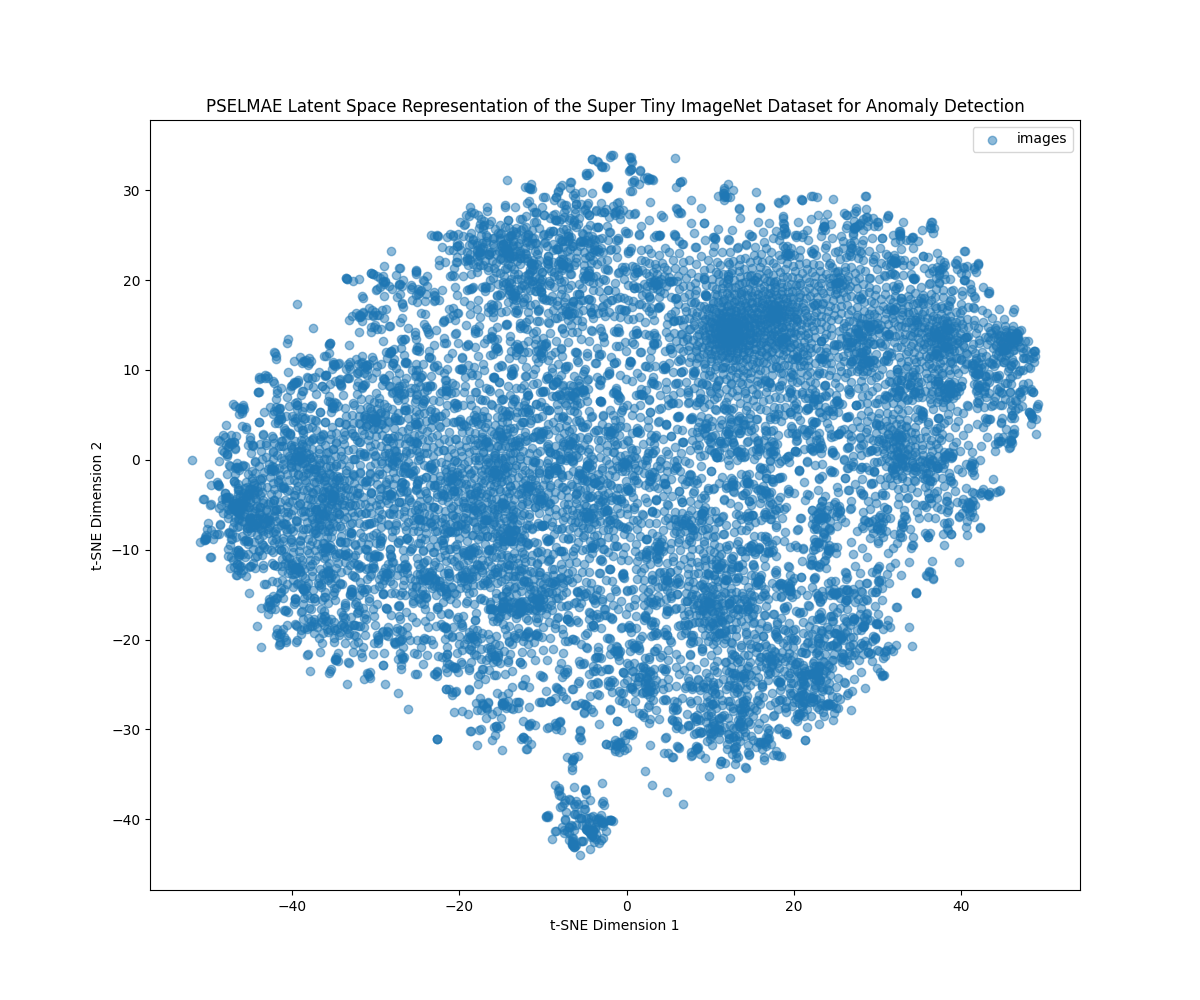 PSELMAE Latent Space Representation of the Super Tiny ImageNet Dataset for Anomaly Detection
images
30
20
10
0
−10
−20
−30
−40
t-SNE Dimension 2
−40 −20 0 20 40
t-SNE Dimension 1